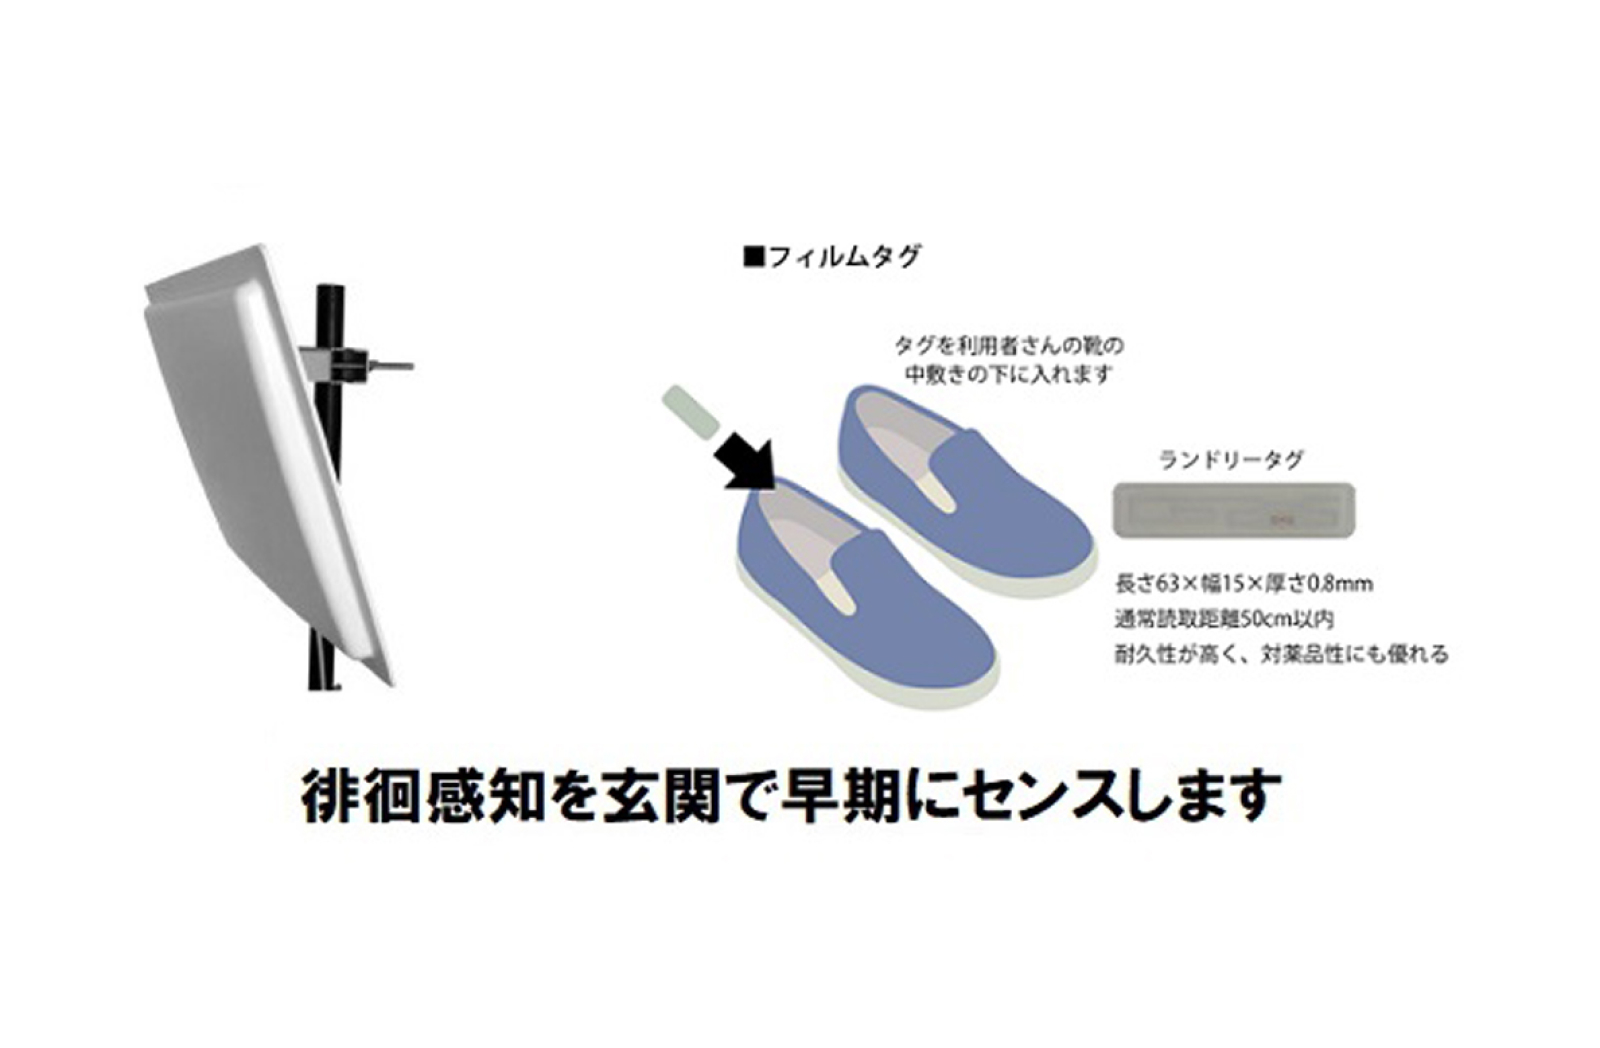 ■フィルムタグ
タグを利用者さんの靴の
中敷きの下に入れます
ランドリータグ
長さ63×幅15×厚さ0.8mm
通常読取距離50cm以内
耐久性が高く、対薬品性にも優れる
徘徊感知を玄関で早期にセンスします